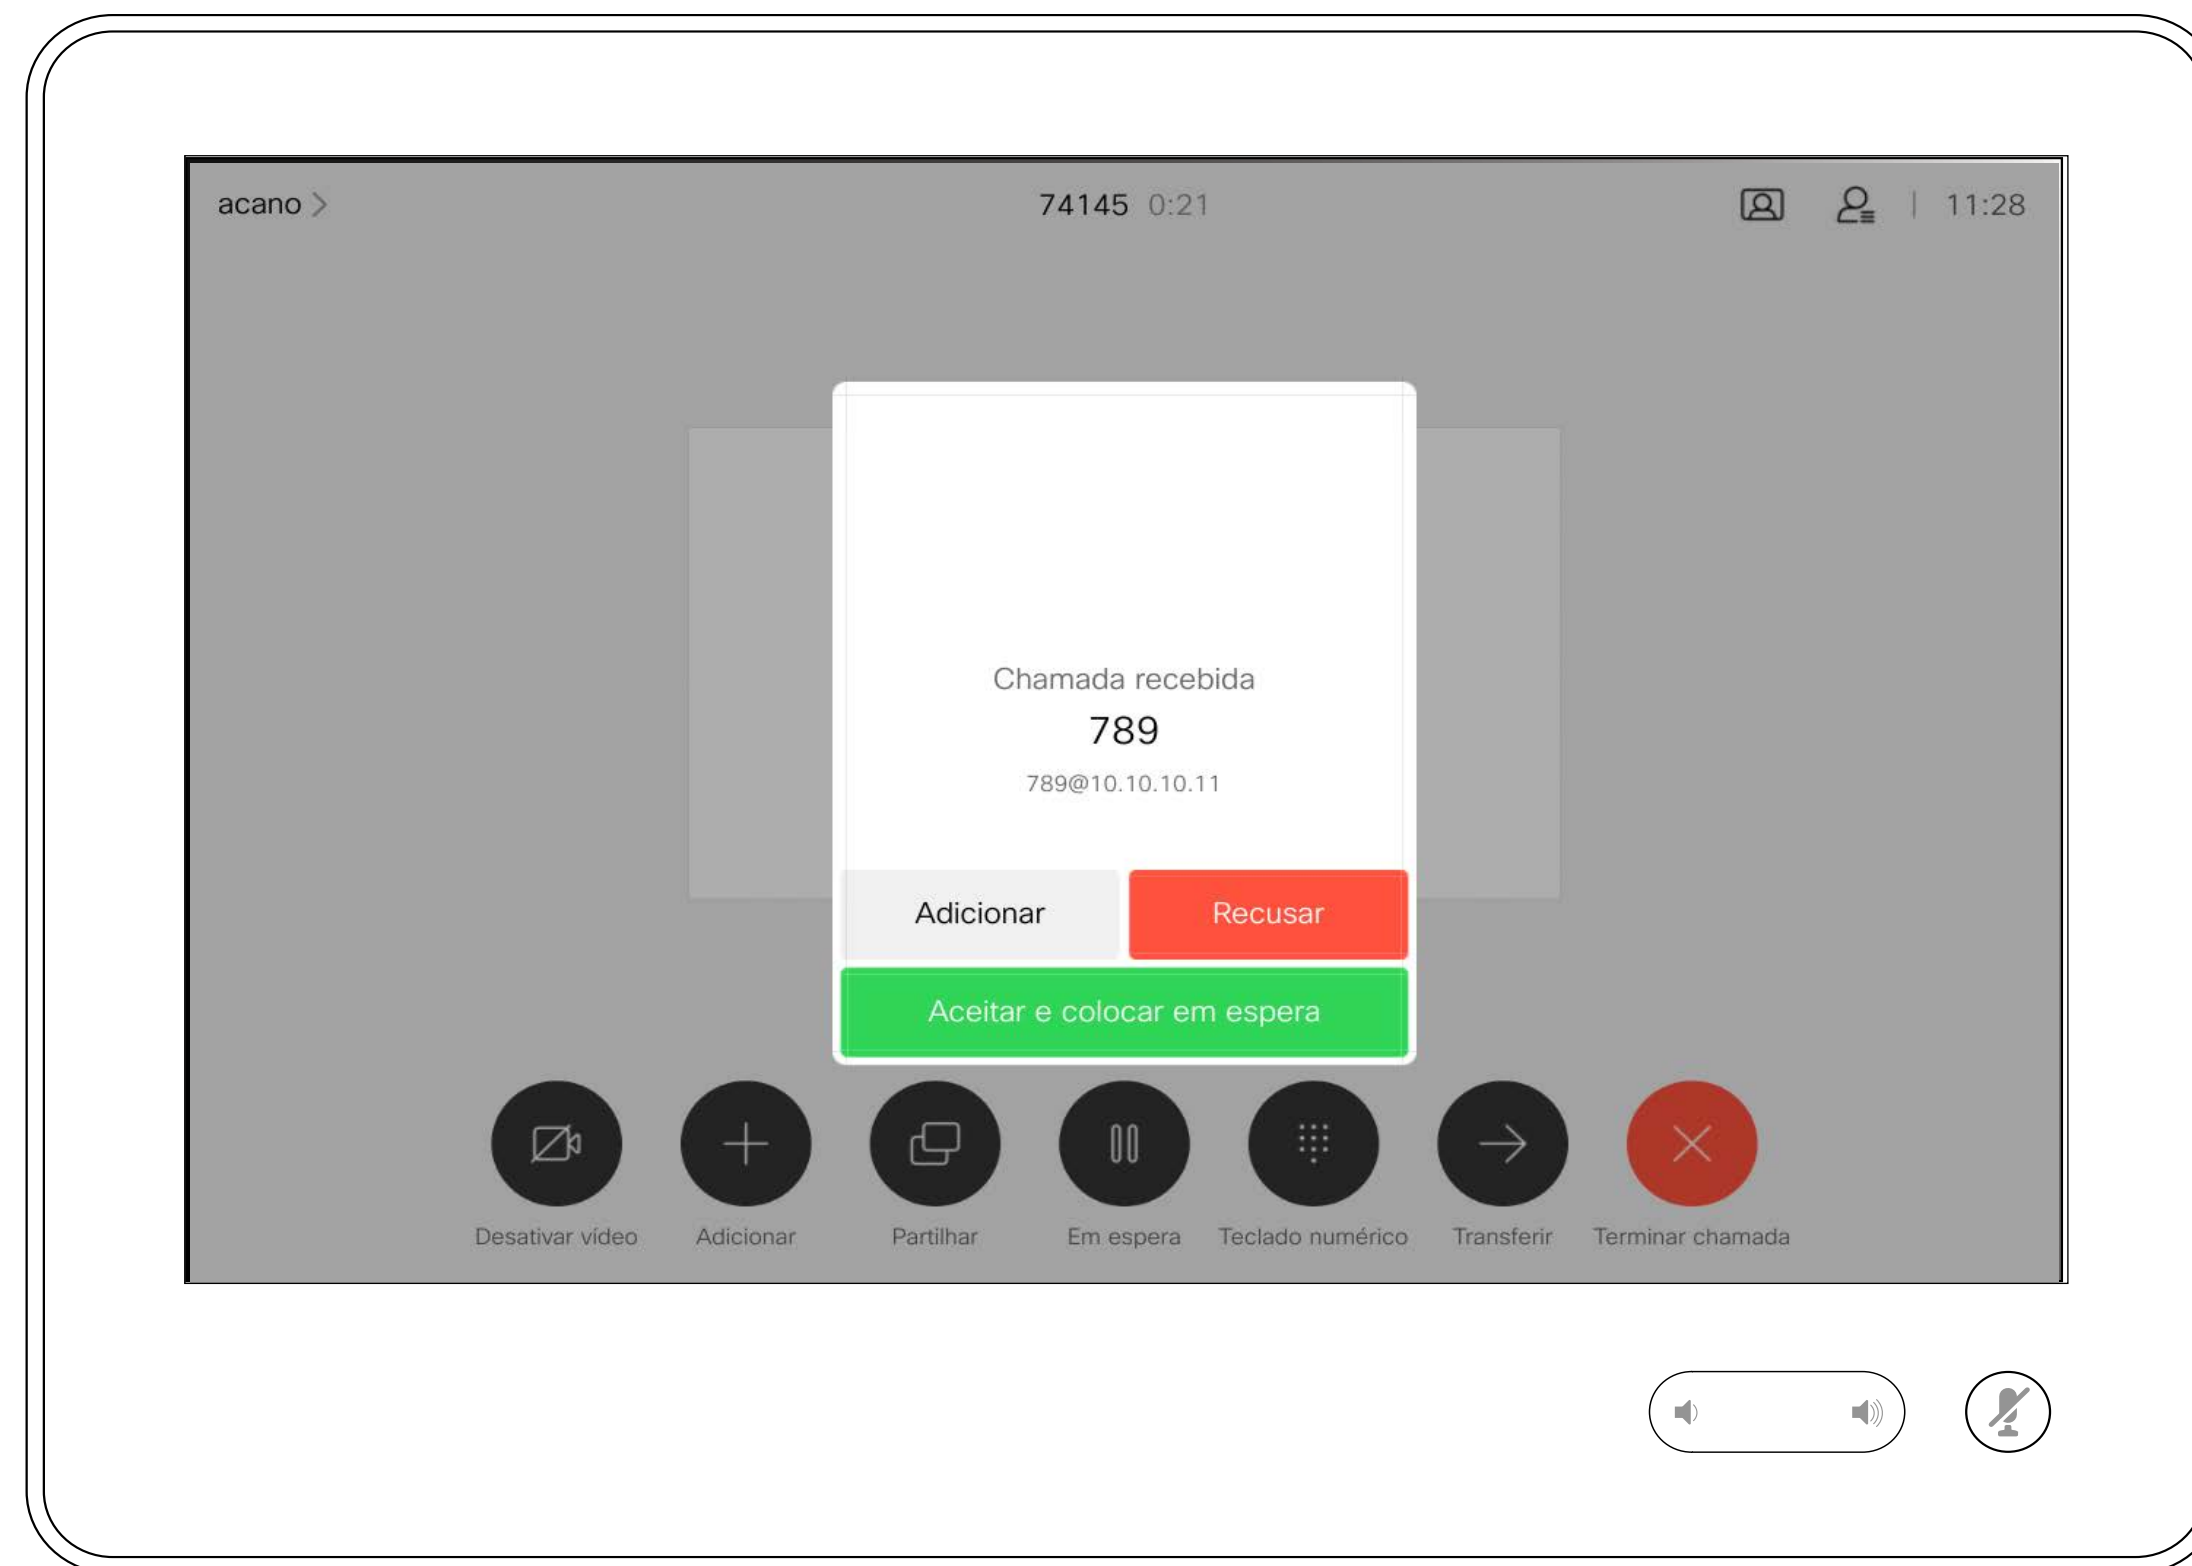 acano
74145 0:21
11:28
Chamada recebida
789
789@10.10.10.11
Adicionar
Recusar
Aceitar e colocar em espera
Desativar vídeo
Adicionar
Partilhar
Em espera
Teclado numérico
Transferir
Terminar chamada